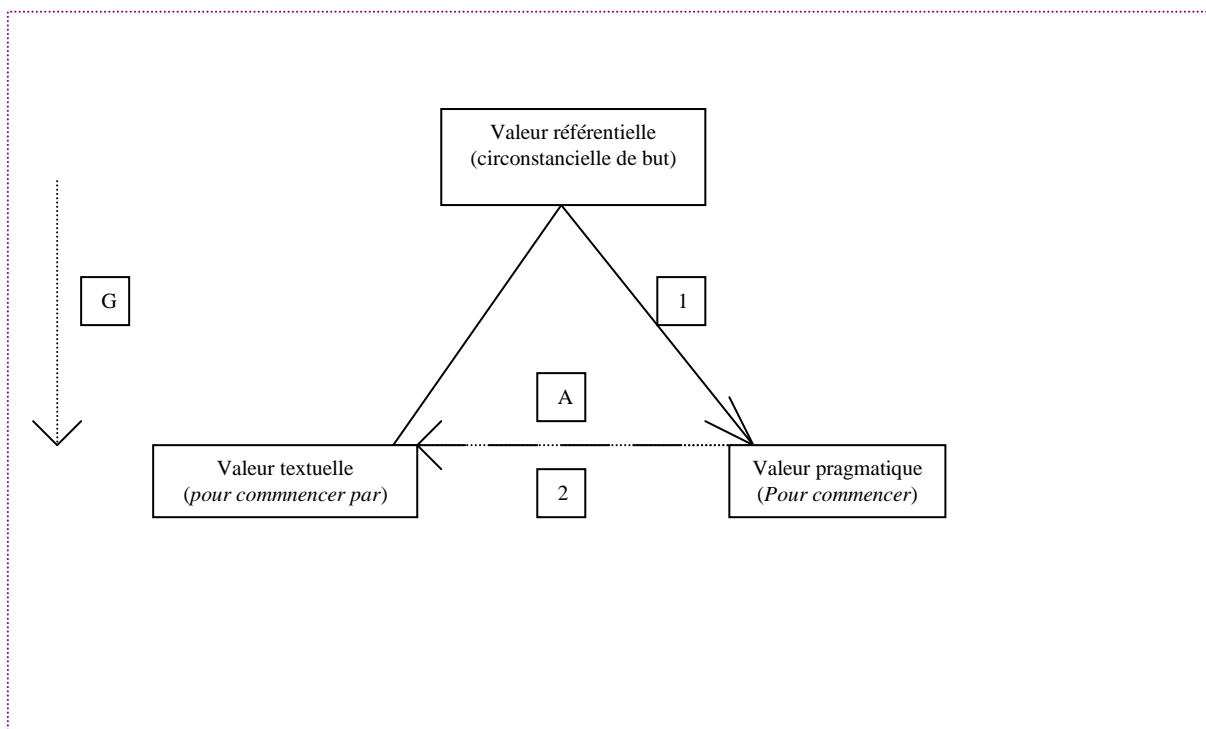 Valeur référentielle
(circonstancielle de but)
G
1
A
Valeur textuelle
(pour commnencer par)
2
Valeur pragmatique
(Pour commencer)